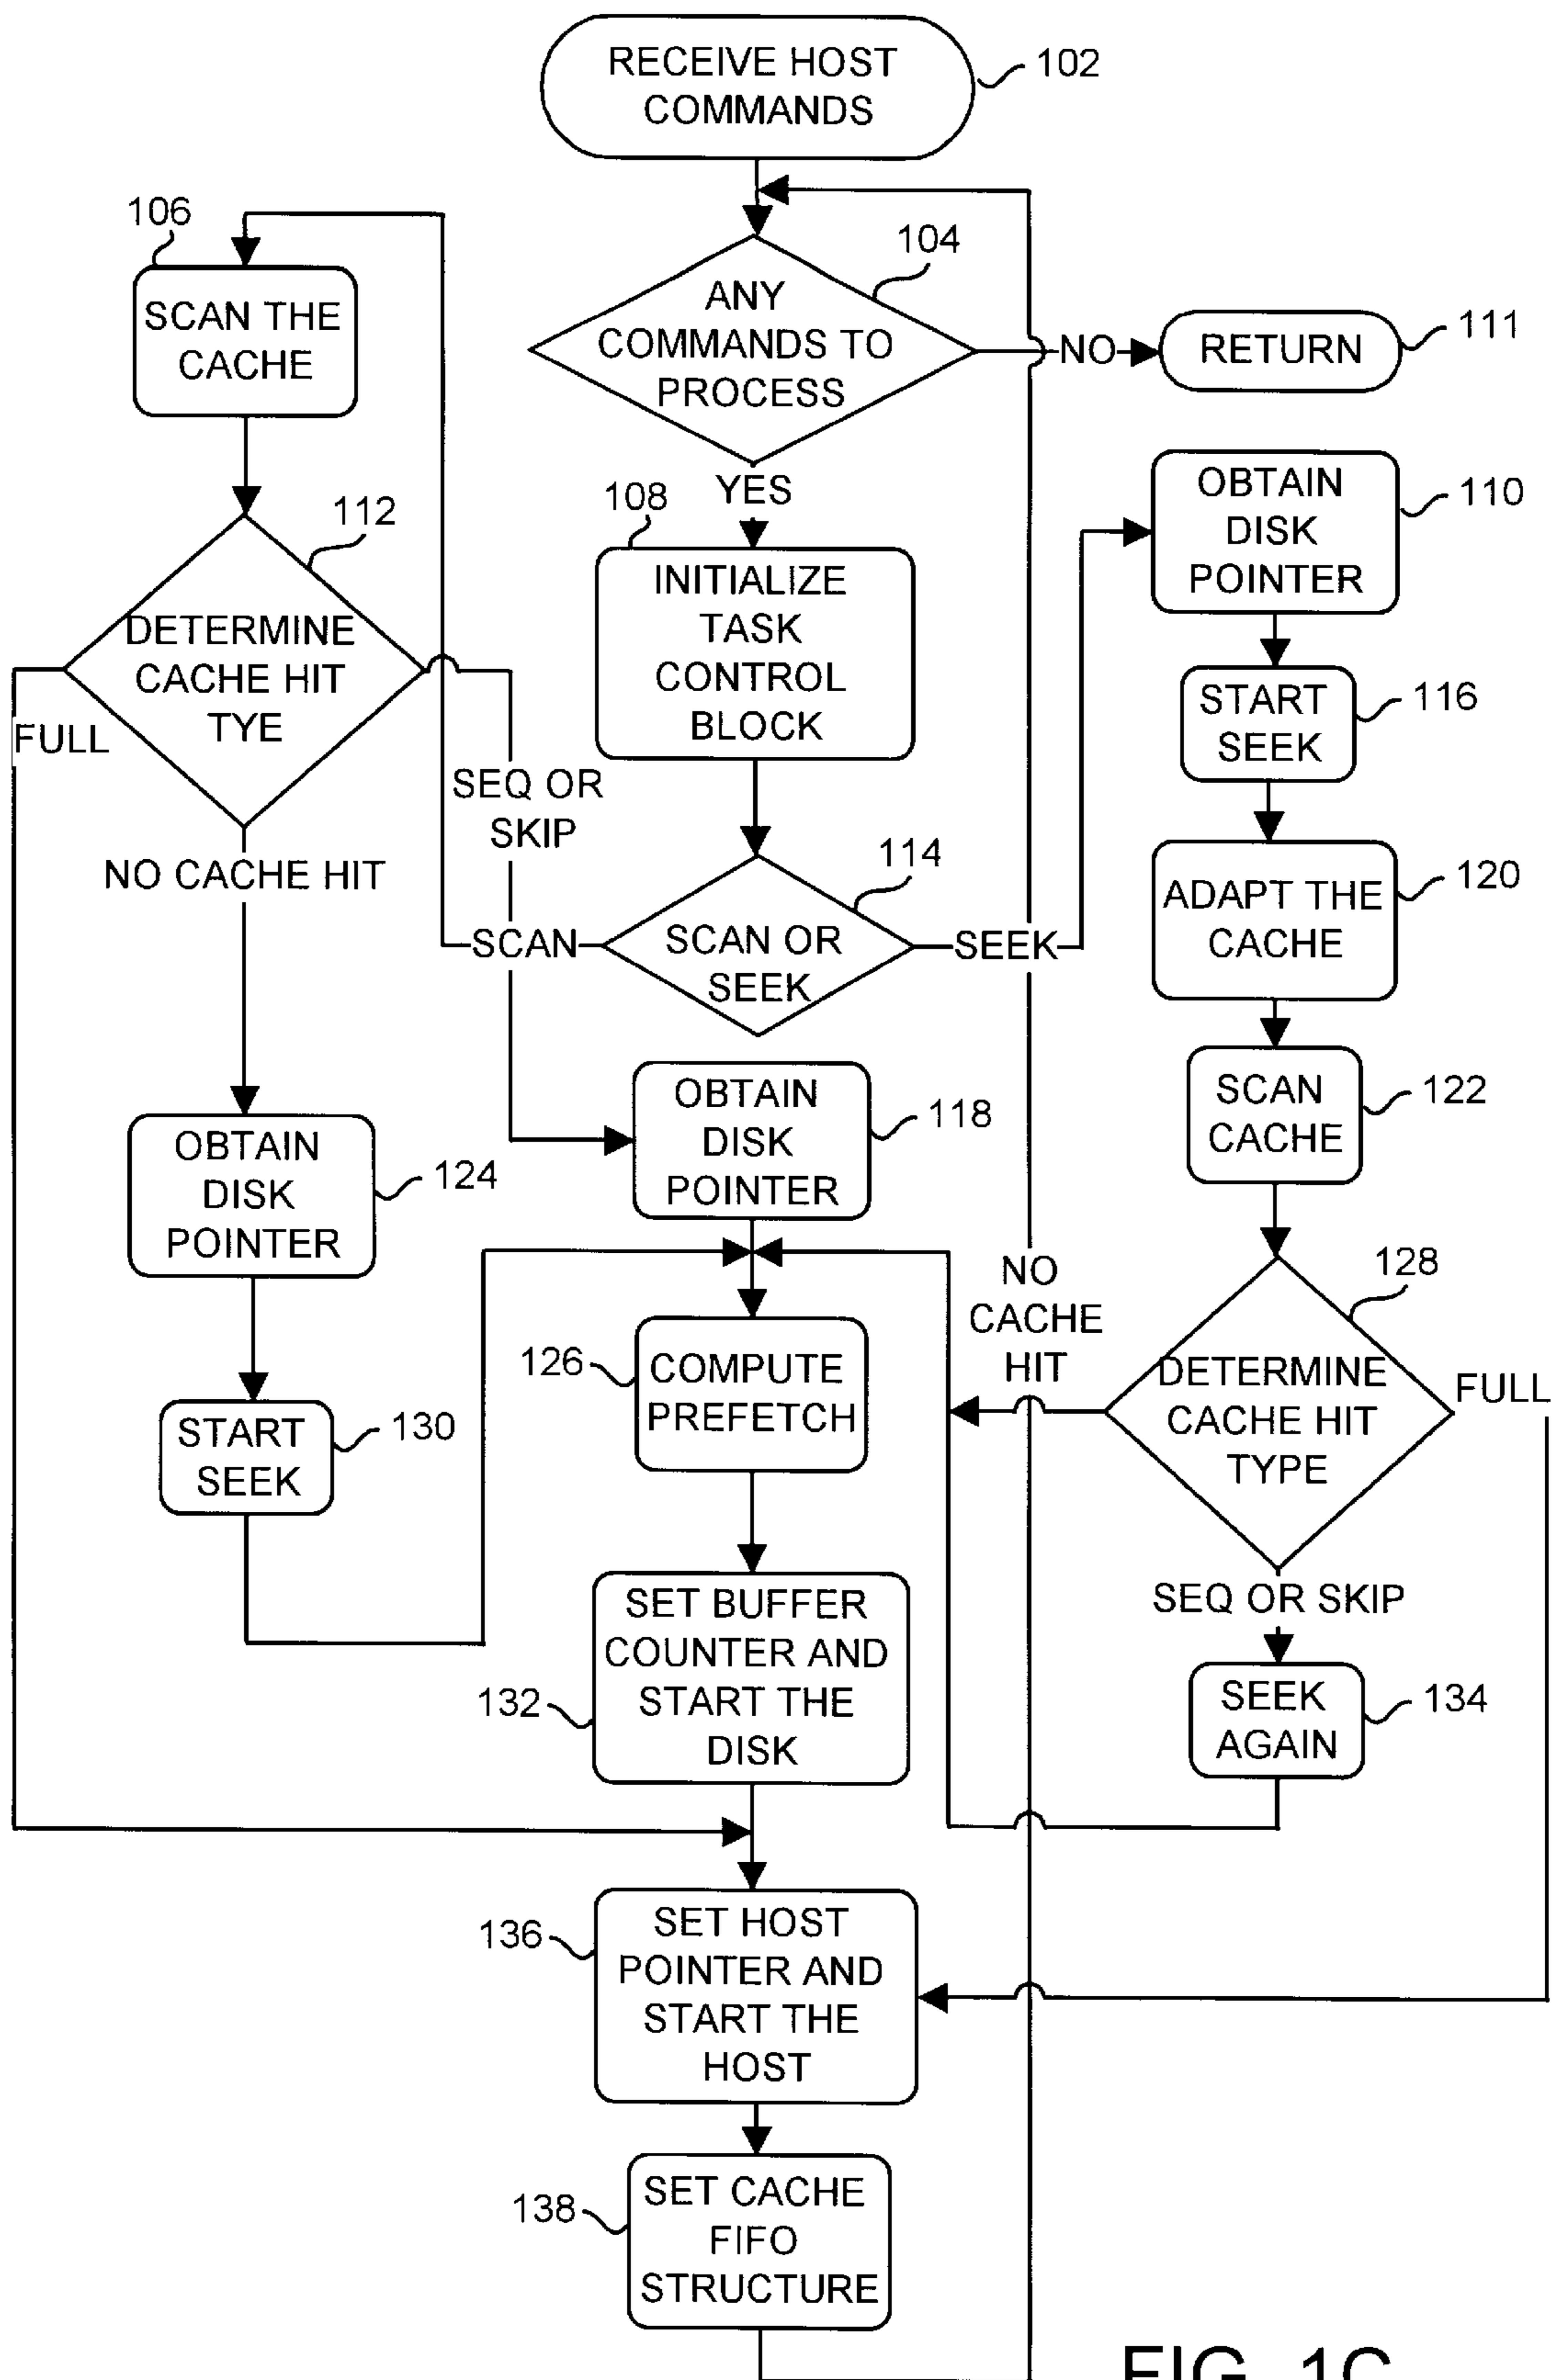 RECEIVE HOST
COMMANDS
102
106
SCAN THE
CACHE
104
ANY
COMMANDS TO
PROCESS
NO
RETURN
111
YES
108
INITIALIZE
TASK
CONTROL
BLOCK
OBTAIN
DISK
POINTER
110
112
DETERMINE
CACHE HIT
TYE
FULL
SEQ OR
SKIP
NO CACHE HIT
START
SEEK
116
114
SCAN OR
SEEK
SCAN
SEEK
ADAPT THE
CACHE
120
OBTAIN
DISK
POINTER
118
SCAN
CACHE
122
OBTAIN
DISK
POINTER
124
NO
CACHE
HIT
128
DETERMINE
CACHE HIT
TYPE
FULL
126
COMPUTE
PREFETCH
START
SEEK
130
SEQ OR SKIP
SET BUFFER
COUNTER AND
START THE
DISK
132
SEEK
AGAIN
134
136
SET HOST
POINTER AND
START THE
HOST
138
SET CACHE
FIFO
STRUCTURE
FIG. 1C